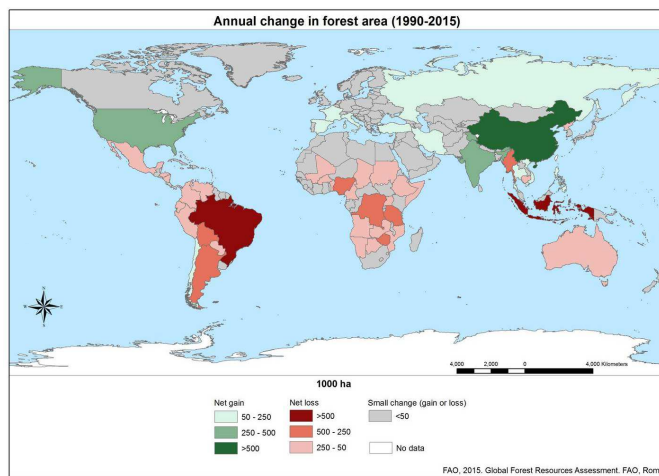 Annual change in forest area (1990-2015)
4,000 2,000 0 4,000 Kilometers
1000 ha
Net gain
50 - 250
250 - 500
>500
Net loss
>500
500 - 250
250 - 50
Small change (gain or loss)
<50
No data
FAO, 2015. Global Forest Resources Assessment. FAO, Rom